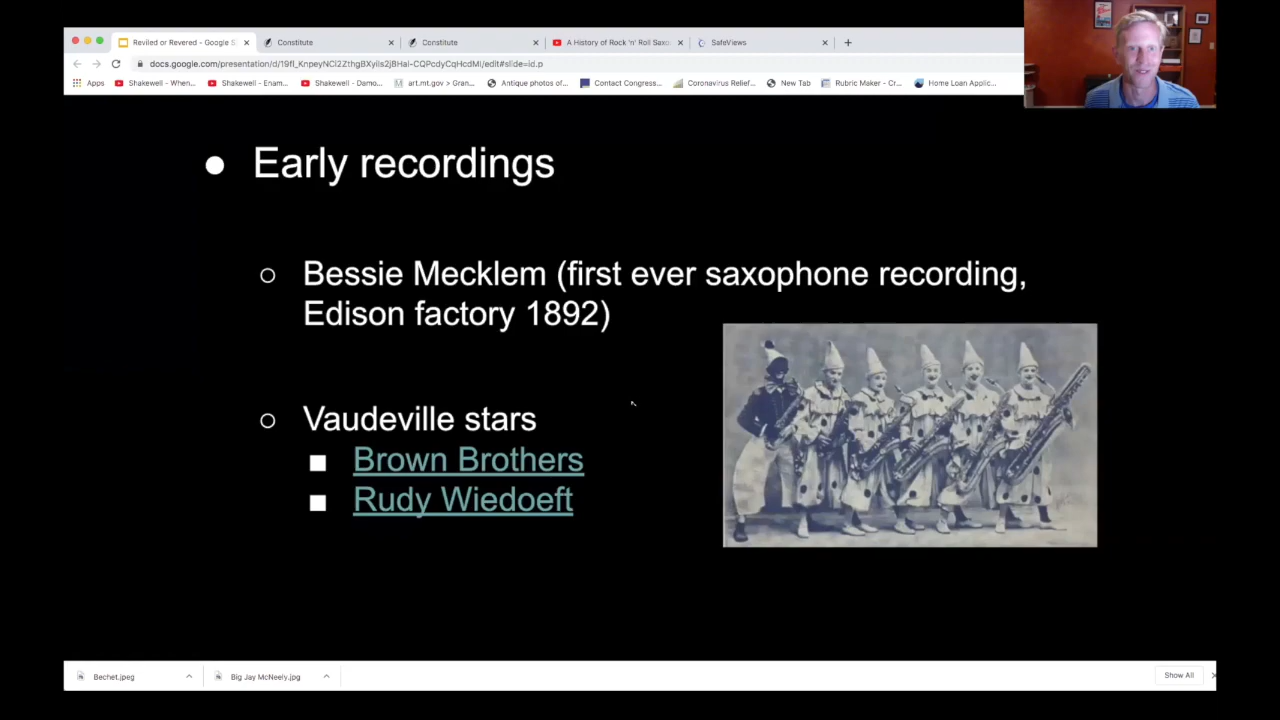 Reviled or Revered - Google S
Constitute
Constitute
A History of Rock 'n' Roll Saxo
SafeViews
docs.google.com/presentation/d/19fl_KnpeyNCl2ZthgBXyiIs2j8Hal-CQPcdyCqHcdMI/edit#slide=id.p
Apps
Shakewell - When...
Shakewell - Enam...
Shakewell - Damo...
art.mt.gov > Gran...
Antique photos of...
Contact Congress...
Coronavirus Relief...
New Tab
Rubric Maker - Cr...
Home Loan Applic...
Early recordings
Bessie Mecklem (first ever saxophone recording,
Edison factory 1892)
Vaudeville stars
Brown Brothers
Rudy Wiedoeft
Bechet.jpeg
Big Jay McNeely.jpg
Show All